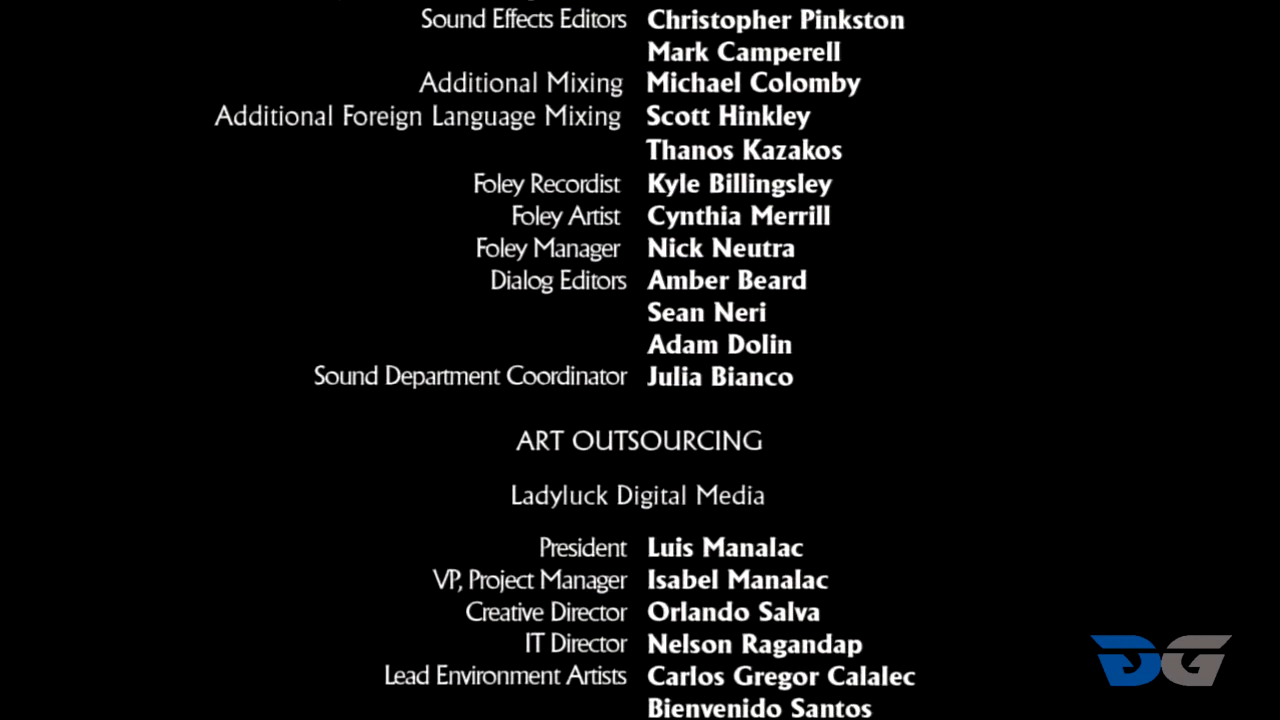 Sound Effects Editors Christopher Pinkston
Mark Camperell
Additional Mixing Michael Colomby
Additional Foreign Language Mixing Scott Hinkley
Thanos Kazakos
Foley Recordist Kyle Billingsley
Foley Artist Cynthia Merrill
Foley Manager Nick Neutra
Dialog Editors Amber Beard
Sean Neri
Adam Dolin
Sound Department Coordinator Julia Bianco
ART OUTSOURCING
Ladyluck Digital Media
President Luis Manalac
VP, Project Manager Isabel Manalac
Creative Director Orlando Salva
IT Director Nelson Ragandap
Lead Environment Artists Carlos Gregor Calalec
Bienvenido Santos
DG